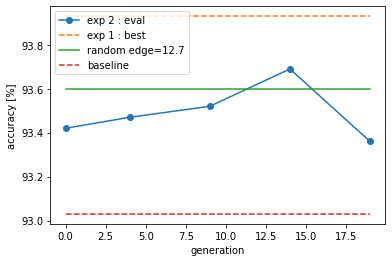 exp 2 : eval
exp 1 : best
random edge=12.7
baseline
accuracy [%]
93.8
93.6
93.4
93.2
93.0
0.0 2.5 5.0 7.5 10.0 12.5 15.0 17.5
generation